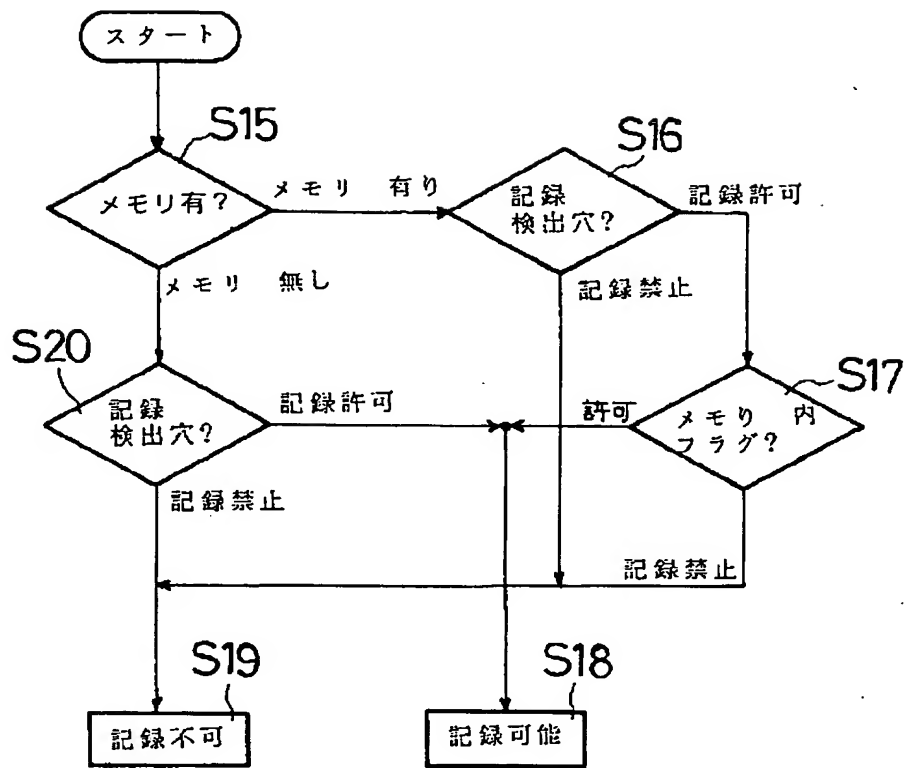 スタート
S15
メモリ有?
メモリ 有り
S16
記録
検出穴?
記録許可
メモリ 無し
記録禁止
S20
記録
検出穴?
記録許可
許可
S17
メモリ内
フラグ?
記録禁止
記録禁止
S19
記録不可
S18
記録可能